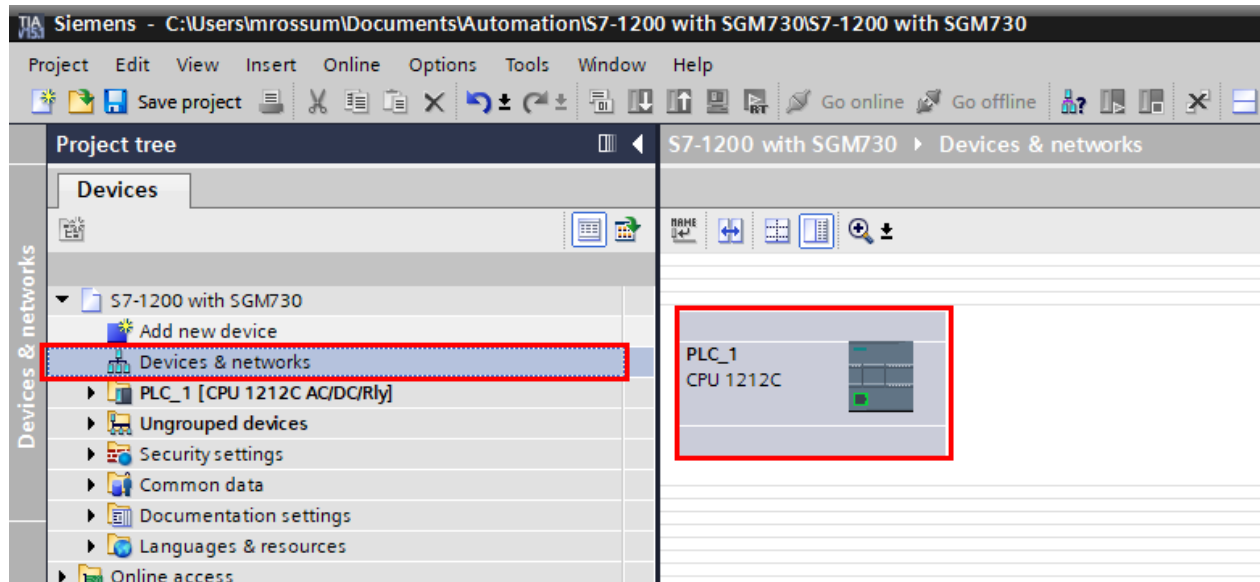 Siemens - C:\Users\mrossum\Documents\Automation\S7-1200 with SGM730\S7-1200 with SGM730
Project Edit View Insert Online Options Tools Window Help
Save project Go online Go offline
Project tree
S7-1200 with SGM730 Devices & networks
Devices
Devices & networks
S7-1200 with SGM730
Add new device
Devices & networks
PLC_1 [CPU 1212C AC/DC/Rly]
Ungrouped devices
Security settings
Common data
Documentation settings
Languages & resources
Online access
PLC_1
CPU 1212C